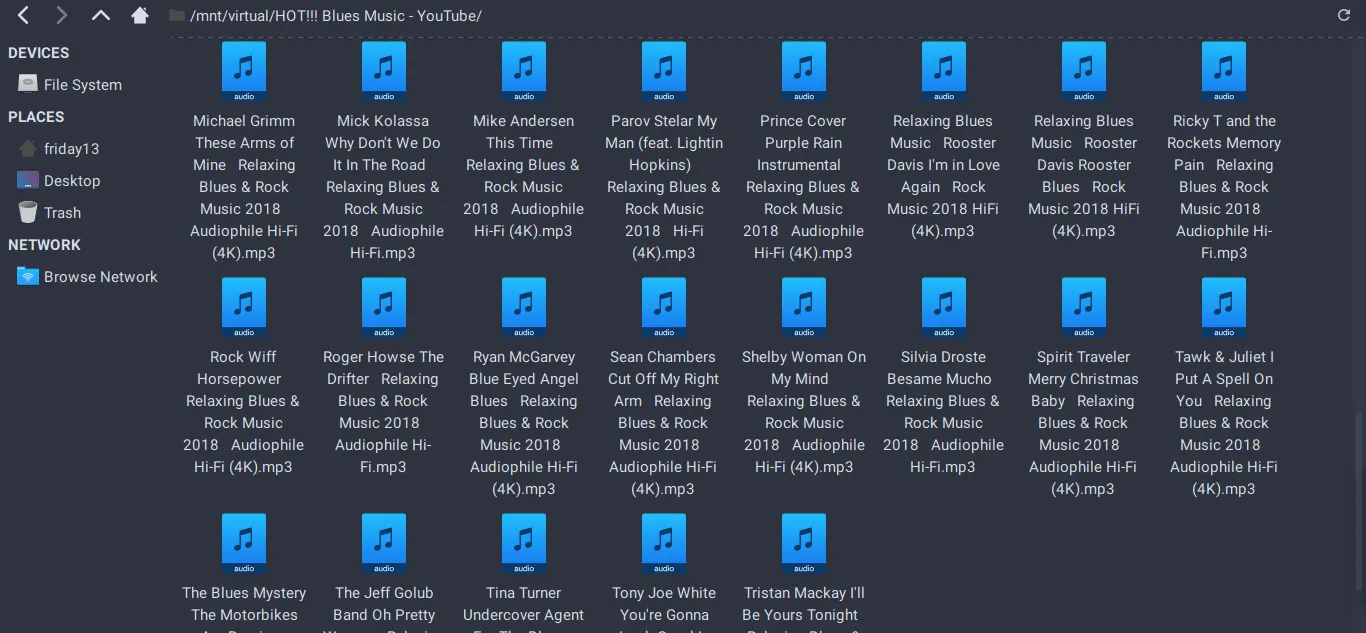 /mnt/virtual/HOT!!! Blues Music - YouTube/
DEVICES
File System
PLACES
friday13
Desktop
Trash
NETWORK
Browse Network
audio
Michael Grimm
These Arms of
Mine Relaxing
Blues & Rock
Music 2018
Audiophile Hi-Fi
(4K).mp3
audio
Mick Kolassa
Why Don't We Do
It In The Road
Relaxing Blues &
Rock Music
2018 Audiophile
Hi-Fi.mp3
audio
Mike Andersen
This Time
Relaxing Blues &
Rock Music
2018 Audiophile
Hi-Fi (4K).mp3
audio
Parov Stelar My
Man (feat. Lightin
Hopkins)
Relaxing Blues &
Rock Music
2018 Hi-Fi
(4K).mp3
audio
Prince Cover
Purple Rain
Instrumental
Relaxing Blues &
Rock Music
2018 Audiophile
Hi-Fi (4K).mp3
audio
Relaxing Blues
Music Rooster
Davis I'm in Love
Again Rock
Music 2018 HiFi
(4K).mp3
audio
Relaxing Blues
Music Rooster
Davis Rooster
Blues Rock
Music 2018 HiFi
(4K).mp3
audio
Ricky T and the
Rockets Memory
Pain Relaxing
Blues & Rock
Music 2018
Audiophile Hi-
Fi.mp3
audio
Rock Wiff
Horsepower
Relaxing Blues &
Rock Music
2018 Audiophile
Hi-Fi (4K).mp3
audio
Roger Howse The
Drifter Relaxing
Blues & Rock
Music 2018
Audiophile Hi-
Fi.mp3
audio
Ryan McGarvey
Blue Eyed Angel
Blues Relaxing
Blues & Rock
Music 2018
Audiophile Hi-Fi
(4K).mp3
audio
Sean Chambers
Cut Off My Right
Arm Relaxing
Blues & Rock
Music 2018
Audiophile Hi-Fi
(4K).mp3
audio
Shelby Woman On
My Mind
Relaxing Blues &
Rock Music
2018 Audiophile
Hi-Fi (4K).mp3
audio
Silvia Droste
Besame Mucho
Relaxing Blues &
Rock Music
2018 Audiophile
Hi-Fi.mp3
audio
Spirit Traveler
Merry Christmas
Baby Relaxing
Blues & Rock
Music 2018
Audiophile Hi-Fi
(4K).mp3
audio
Tawk & Juliet I
Put A Spell On
You Relaxing
Blues & Rock
Music 2018
Audiophile Hi-Fi
(4K).mp3
audio
The Blues Mystery
The Motorbikes
audio
The Jeff Golub
Band Oh Pretty
audio
Tina Turner
Undercover Agent
audio
Tony Joe White
You're Gonna
audio
Tristan Mackay I'll
Be Yours Tonight